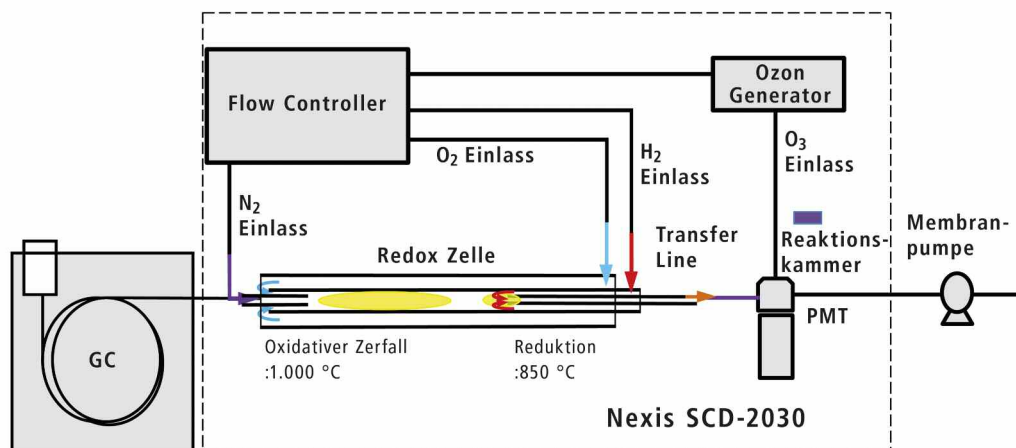 Flow Controller
Ozon
Generator
O₂ Einlass
H₂
Einlass
O₃
Einlass
N₂
Einlass
Redox Zelle
Transfer
Line
Reaktions-
kammer
Membran-
pumpe
PMT
GC
Oxidativer Zerfall
:1.000 °C
Reduktion
:850 °C
Nexis SCD-2030